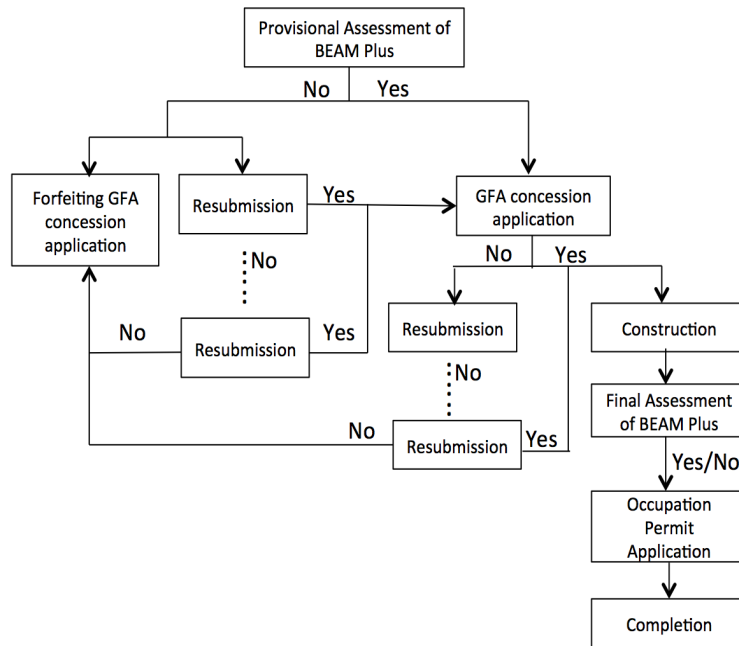 Provisional Assessment of
BEAM Plus
No
Yes
Forfeiting GFA
concession
application
Resubmission
Yes
GFA concession
application
No
No
Yes
No
Resubmission
Yes
Resubmission
Construction
No
No
Resubmission
Yes
Final Assessment
of BEAM Plus
Yes/No
Occupation
Permit
Application
Completion